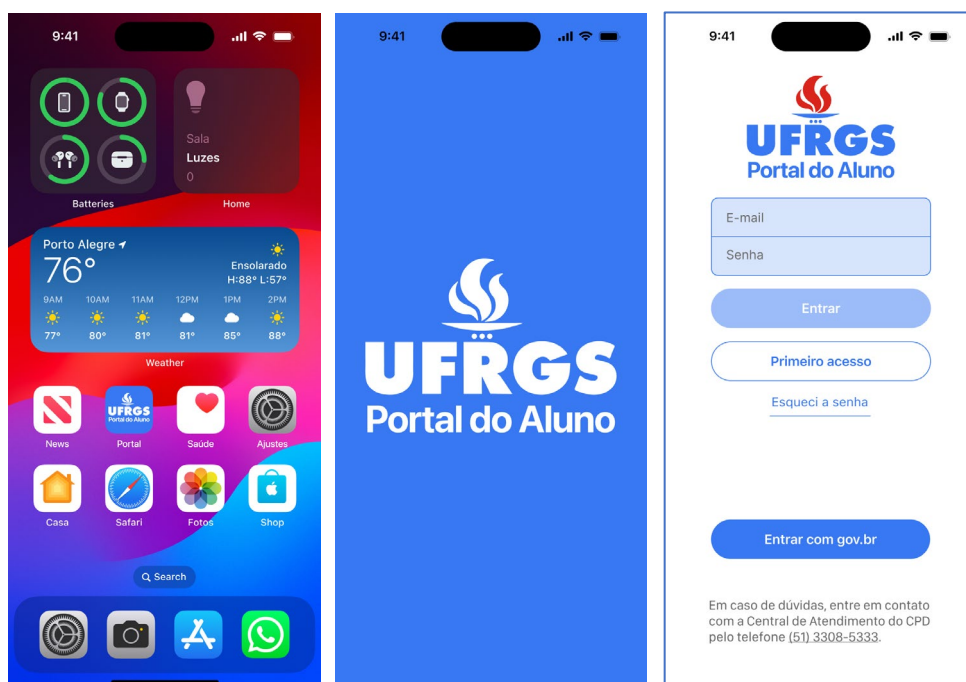 9:41
Sala
Luzes
0
Batteries
Home
Porto Alegre
76°
Ensolarado
H:88° L:57°
9AM 10AM 11AM 12PM 1PM 2PM
77° 80° 81° 81° 85° 88°
Weather
UFRGS
Portal do Aluno
News Portal Saúde Ajustes
Casa Safari Fotos Shop
Search
9:41
UFRGS
Portal do Aluno
9:41
UFRGS
Portal do Aluno
E-mail
Senha
Entrar
Primeiro acesso
Esqueci a senha
Entrar com gov.br
Em caso de dúvidas, entre em contato
com a Central de Atendimento do CPD
pelo telefone (51) 3308-5333.